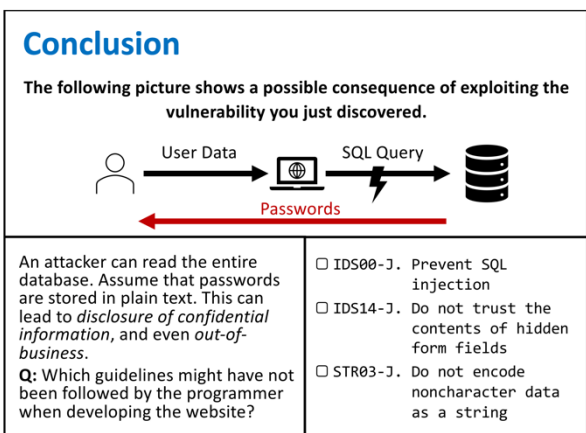 Conclusion
The following picture shows a possible consequence of exploiting the
vulnerability you just discovered.
User Data
SQL Query
Passwords
An attacker can read the entire
database. Assume that passwords
are stored in plain text. This can
lead to disclosure of confidential
information, and even out-of-
business.
Q: Which guidelines might have not
been followed by the programmer
when developing the website?
IDS00-J. Prevent SQL
injection
IDS14-J. Do not trust the
contents of hidden
form fields
STR03-J. Do not encode
noncharacter data
as a string